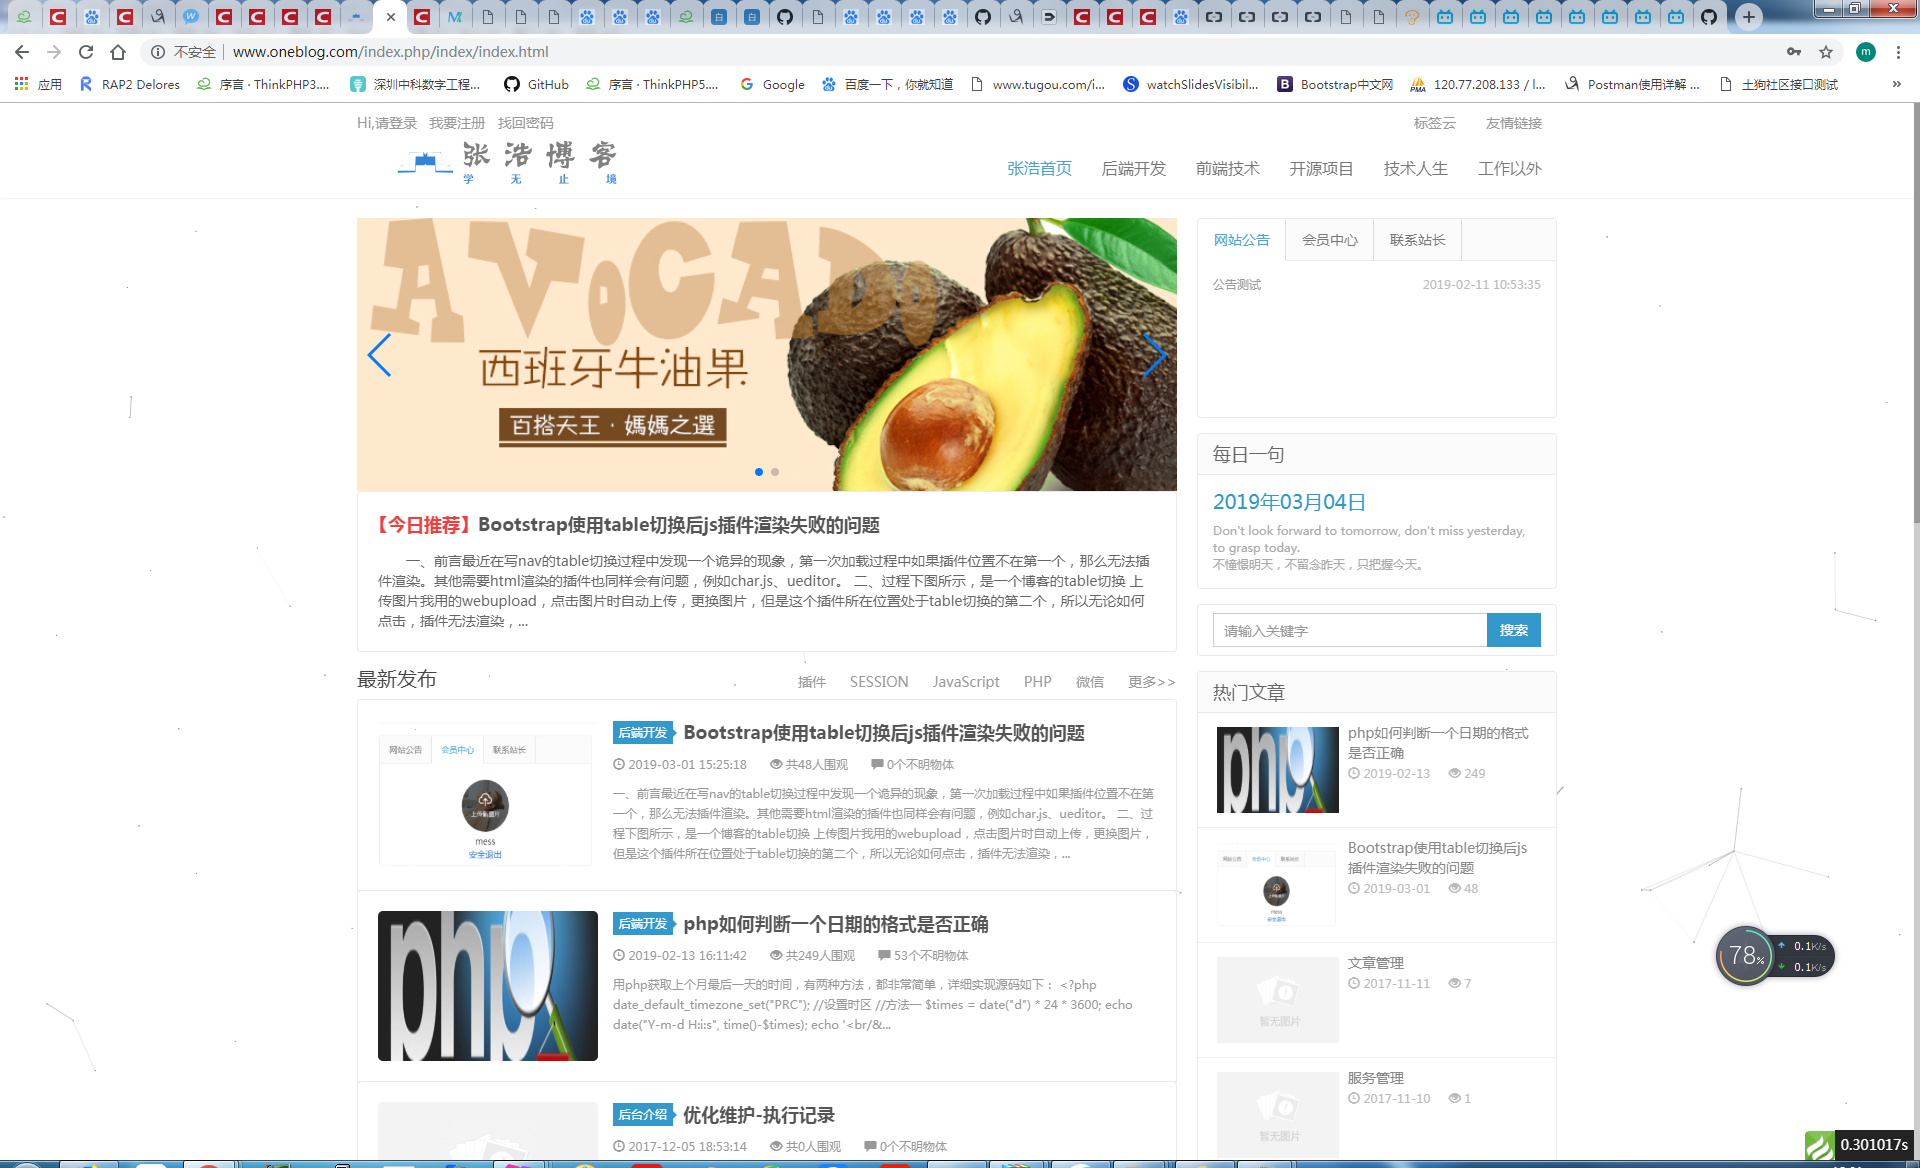 不安全 www.oneblog.com/index.php/index/index.html
m
应用 RAP2 Delores 序言 · ThinkPHP3.... 深圳中科数字工程... GitHub 序言 · ThinkPHP5.... Google 百度一下，你就知道 www.tugou.com/i... watchSlidesVisibil... Bootstrap中文网 120.77.208.133 / l... Postman使用详解 ... 土狗社区接口测试 »
Hi,请登录 我要注册 找回密码 标签云 友情链接
张浩博客
学无止境
张浩首页 后端开发 前端技术 开源项目 技术人生 工作以外
AVOCADO
西班牙牛油果
百搭天王·媽媽之選
网站公告 会员中心 联系站长
公告测试 2019-02-11 10:53:35
每日一句
2019年03月04日
Don't look forward to tomorrow, don't miss yesterday,
to grasp today.
不憧憬明天，不留念昨天，只把握今天。
请输入关键字 搜索
【今日推荐】Bootstrap使用table切换后js插件渲染失败的问题
一、前言最近在写nav的table切换过程中发现一个诡异的现象，第一次加载过程中如果插件位置不在第一个，那么无法插
件渲染。其他需要html渲染的插件也同样会有问题，例如char.js、ueditor。 二、过程下图所示，是一个博客的table切换 上
传图片我用的webupload，点击图片时自动上传，更换图片，但是这个插件所在位置处于table切换的第二个，所以无论如何
点击，插件无法渲染，...
最新发布 插件 SESSION JavaScript PHP 微信 更多>>
网站公告 会员中心 联系站长
上传新图片
mess
安全退出
后端开发 Bootstrap使用table切换后js插件渲染失败的问题
2019-03-01 15:25:18 共48人围观 0个不明物体
一、前言最近在写nav的table切换过程中发现一个诡异的现象，第一次加载过程中如果插件位置不在第
一个，那么无法插件渲染。其他需要html渲染的插件也同样会有问题，例如char.js、ueditor。 二、过
程下图所示，是一个博客的table切换 上传图片我用的webupload，点击图片时自动上传，更换图片，
但是这个插件所在位置处于table切换的第二个，所以无论如何点击，插件无法渲染，...
php
后端开发 php如何判断一个日期的格式是否正确
2019-02-13 16:11:42 共249人围观 53个不明物体
用php获取上个月最后一天的时间，有两种方法，都非常简单，详细实现源码如下： <?php
date_default_timezone_set("PRC"); //设置时区 //方法一 $times = date("d") * 24 * 3600; echo
date("Y-m-d H:i:s", time()-$times); echo '<br/&...
后台介绍 优化维护-执行记录
2017-12-05 18:53:14 共0人围观 0个不明物体
热门文章
php
php如何判断一个日期的格式
是否正确
2019-02-13 249
网站公告 会员中心 联系站长
mess
安全退出
Bootstrap使用table切换后js
插件渲染失败的问题
2019-03-01 48
暂无图片
文章管理
2017-11-11 7
暂无图片
服务管理
2017-11-10 1
78% 0.1K/s
0.1K/s
0.301017s